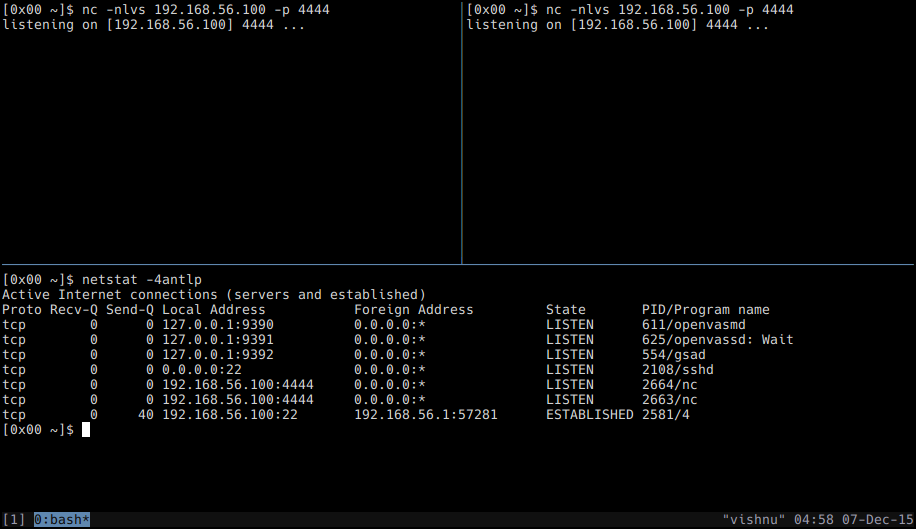 [0x00 ~]$ nc -nlvs 192.168.56.100 -p 4444
listening on [192.168.56.100] 4444 ...
[0x00 ~]$ nc -nlvs 192.168.56.100 -p 4444
listening on [192.168.56.100] 4444 ...
[0x00 ~]$ netstat -4antlp
Active Internet connections (servers and established)
Proto Recv-Q Send-Q Local Address           Foreign Address         State       PID/Program name
tcp        0      0 127.0.0.1:9390          0.0.0.0:*               LISTEN      611/openvasmd
tcp        0      0 127.0.0.1:9391          0.0.0.0:*               LISTEN      625/openvassd: Wait
tcp        0      0 127.0.0.1:9392          0.0.0.0:*               LISTEN      554/gsad
tcp        0      0 0.0.0.0:22              0.0.0.0:*               LISTEN      2108/sshd
tcp        0      0 192.168.56.100:4444     0.0.0.0:*               LISTEN      2664/nc
tcp        0      0 192.168.56.100:4444     0.0.0.0:*               LISTEN      2663/nc
tcp        0     40 192.168.56.100:22       192.168.56.1:57281      ESTABLISHED 2581/4
[0x00 ~]$
[1] 0:bash* "vishnu" 04:58 07-Dec-15